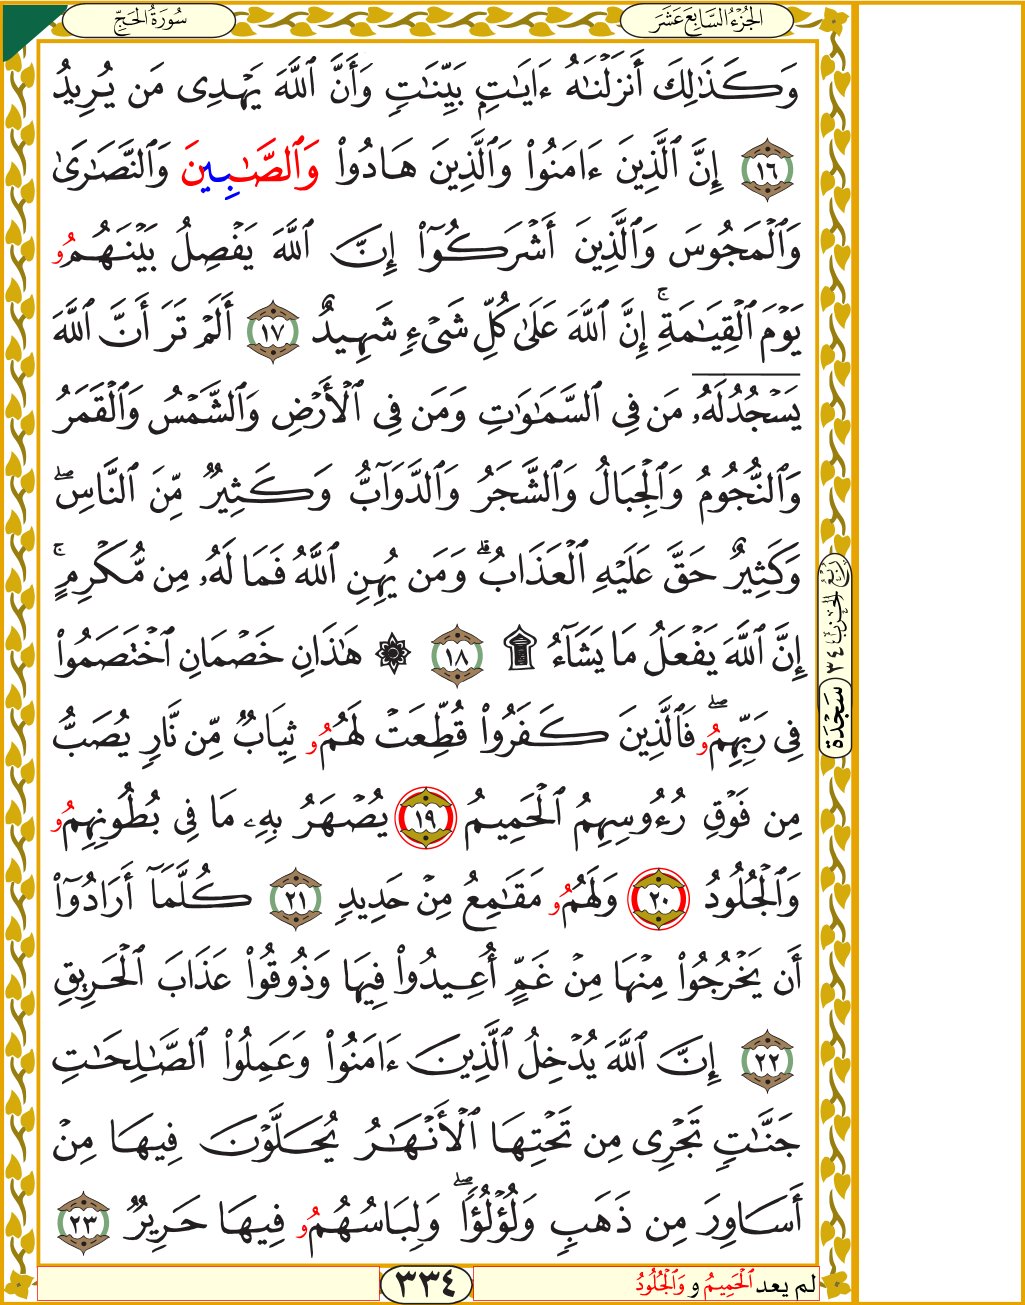 الجُزْءُ السَّابِعَ عَشَرَ
سُورَةُ الحَجِّ
وَكَذَٰلِكَ أَنزَلْنَٰهُ ءَايَٰتِۭ بَيِّنَٰتٍ وَأَنَّ ٱللَّهَ يَهْدِى مَن يُرِيدُ
١٦ إِنَّ ٱلَّذِينَ ءَامَنُوا۟ وَٱلَّذِينَ هَادُوا۟ وَٱلصَّٰبِينَ وَٱلنَّصَٰرَىٰ
وَٱلْمَجُوسَ وَٱلَّذِينَ أَشْرَكُوٓا۟ إِنَّ ٱللَّهَ يَفْصِلُ بَيْنَهُمُۥ
يَوْمَ ٱلْقِيَٰمَةِ ۚ إِنَّ ٱللَّهَ عَلَىٰ كُلِّ شَىْءٍ شَهِيدٌ ١٧ أَلَمْ تَرَ أَنَّ ٱللَّهَ
يَسْجُدُ لَهُۥ مَن فِى ٱلسَّمَٰوَٰتِ وَمَن فِى ٱلْأَرْضِ وَٱلشَّمْسُ وَٱلْقَمَرُ
وَٱلنُّجُومُ وَٱلْجِبَالُ وَٱلشَّجَرُ وَٱلدَّوَآبُّ وَكَثِيرٌ مِّنَ ٱلنَّاسِ ۖ
وَكَثِيرٌ حَقَّ عَلَيْهِ ٱلْعَذَابُ ۗ وَمَن يُهِنِ ٱللَّهُ فَمَا لَهُۥ مِن مُّكْرِمٍ ۚ
إِنَّ ٱللَّهَ يَفْعَلُ مَا يَشَآءُ ۩ ١٨ ۞ هَٰذَانِ خَصْمَانِ ٱخْتَصَمُوا۟
فِى رَبِّهِمُۥ ۖ فَٱلَّذِينَ كَفَرُوا۟ قُطِّعَتْ لَهُمُۥ ثِيَابٌ مِّن نَّارٍ يُصَبُّ
مِن فَوْقِ رُءُوسِهِمُ ٱلْحَمِيمُ ١٩ يُصْهَرُ بِهِۦ مَا فِى بُطُونِهِمُۥ
وَٱلْجُلُودُ ٢٠ وَلَهُمُۥ مَقَٰمِعُ مِنْ حَدِيدٍ ٢١ كُلَّمَآ أَرَادُوٓا۟
أَن يَخْرُجُوا۟ مِنْهَا مِنْ غَمٍّ أُعِيدُوا۟ فِيهَا وَذُوقُوا۟ عَذَابَ ٱلْحَرِيقِ
٢٢ إِنَّ ٱللَّهَ يُدْخِلُ ٱلَّذِينَ ءَامَنُوا۟ وَعَمِلُوا۟ ٱلصَّٰلِحَٰتِ
جَنَّٰتٍ تَجْرِى مِن تَحْتِهَا ٱلْأَنْهَٰرُ يُحَلَّوْنَ فِيهَا مِنْ
أَسَاوِرَ مِن ذَهَبٍ وَلُؤْلُؤًا ۖ وَلِبَاسُهُمُۥ فِيهَا حَرِيرٌ ٢٣
رُبْعُ الحِزْبِ ٣٤
سَجْدَة
٣٣٤
لم يعد ٱلْحَمِيمُ و وَٱلْجُلُودُ